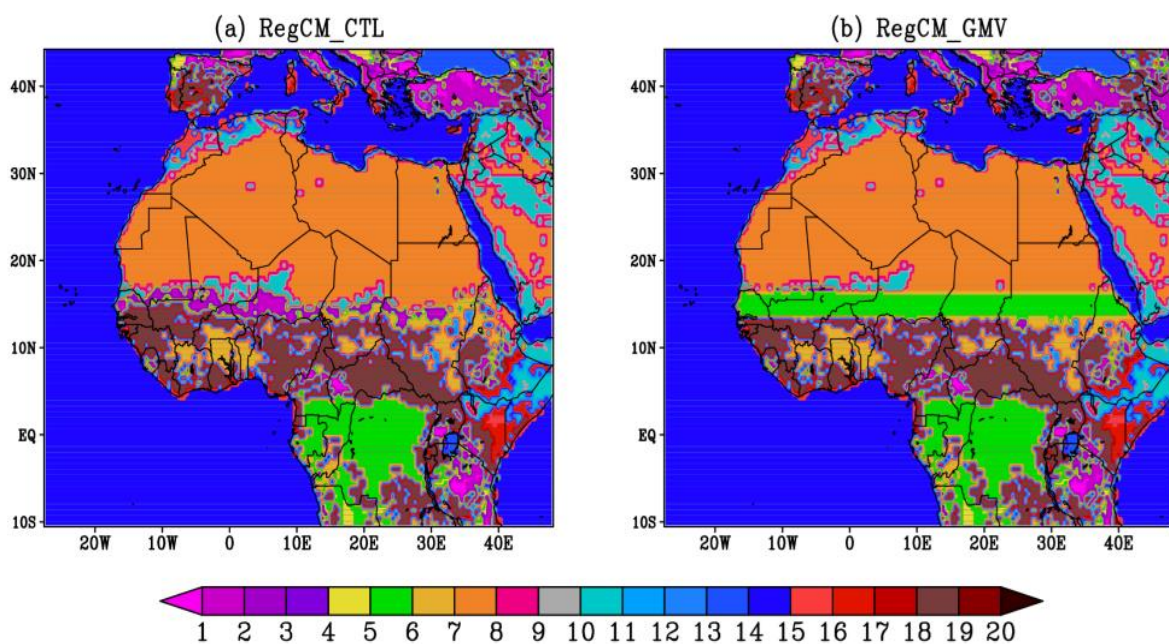 (a) RegCM_CTL
(b) RegCM_GMV
40N
30N
20N
10N
EQ
10S
20W 10W 0 10E 20E 30E 40E
40N
30N
20N
10N
EQ
10S
20W 10W 0 10E 20E 30E 40E
1 2 3 4 5 6 7 8 9 10 11 12 13 14 15 16 17 18 19 20